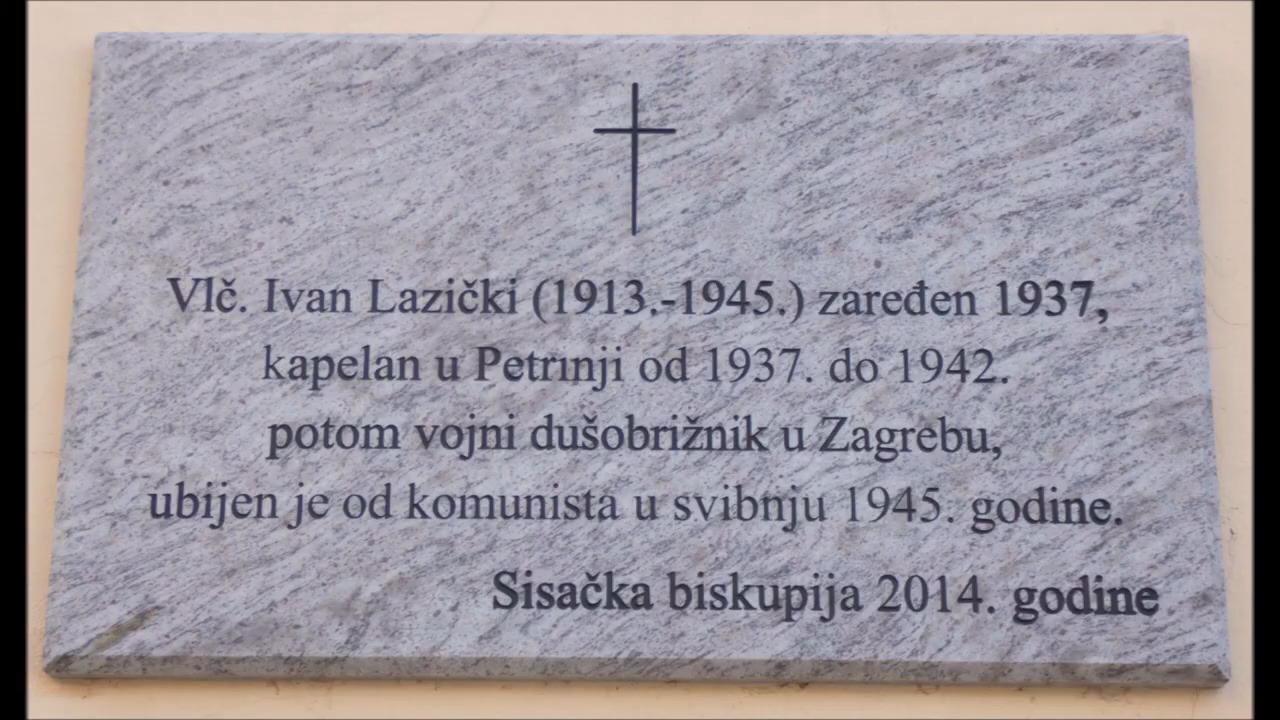 Vlč. Ivan Lazički (1913.-1945.) zaređen 1937,
kapelan u Petrinji od 1937. do 1942.
potom vojni dušobrižnik u Zagrebu,
ubijen je od komunista u svibnju 1945. godine.
Sisačka biskupija 2014. godine